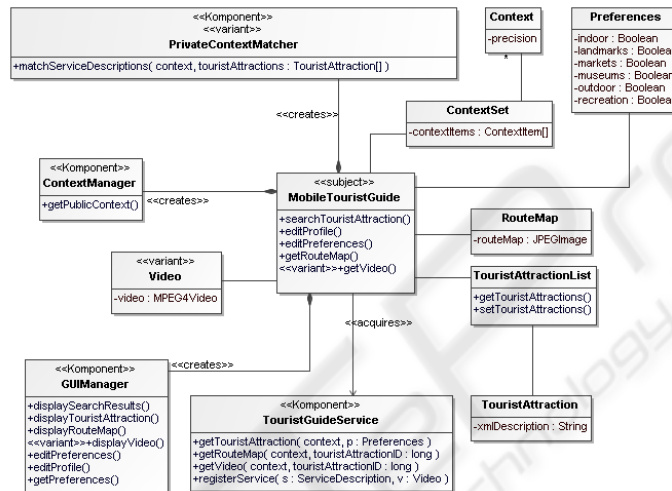 <<Komponent>>
<<variant>>
PrivateContextMatcher
+matchServiceDescriptions( context, touristAttractions : TouristAttraction[] )
Context
-precision
*
Preferences
-indoor : Boolean
-landmarks : Boolea
-markets : Boolean
-museums : Boolean
-outdoor : Boolean
-recreation : Boolea
<<creates>>
ContextSet
-contextItems : ContextItem[]
<<Komponent>>
ContextManager
+getPublicContext()
<<creates>>
<<subject>>
MobileTouristGuide
+searchTouristAttraction()
+editProfile()
+editPreferences()
+getRouteMap()
<<variant>>+getVideo()
RouteMap
-routeMap : JPEGImage
<<variant>>
Video
-video : MPEG4Video
TouristAttractionList
+getTouristAttractions()
+setTouristAttractions()
<<acquires>>
<<creates>>
<<Komponent>>
GUIManager
+displaySearchResults()
+displayTouristAttraction()
+displayRouteMap()
<<variant>>+displayVideo()
+editPreferences()
+editProfile()
+getPreferences()
<<Komponent>>
TouristGuideService
+getTouristAttraction( context, p : Preferences )
+getRouteMap( context, touristAttractionID : long )
+getVideo( context, touristAttractionID : long )
+registerService( s : ServiceDescription, v : Video )
TouristAttraction
-xmlDescription : String